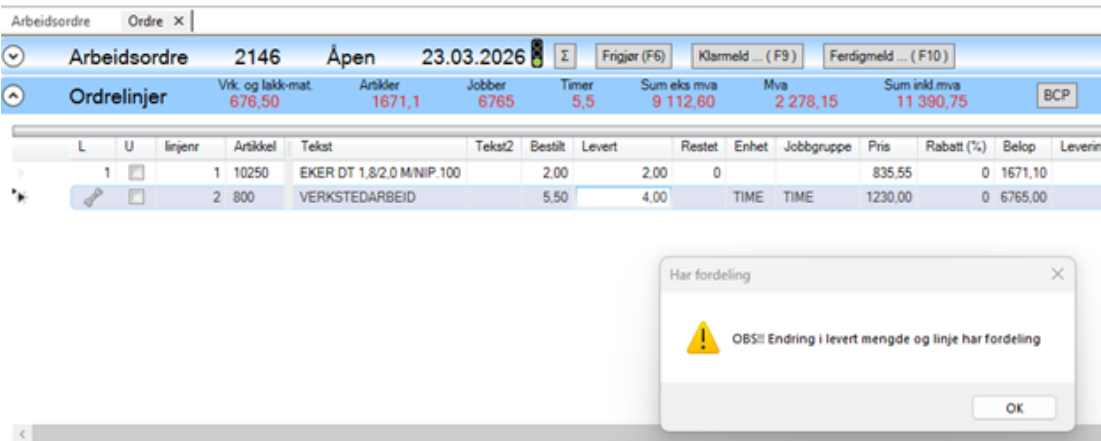 Arbeidsordre Ordre ×
Arbeidsordre 2146 Åpen 23.03.2026 Σ Frigjør (F6) Klarmeld ... ( F9 ) Ferdigmeld ... ( F10 )
Ordrelinjer Vrk. og lakk-mat. Artikler Jobber Timer Sum eks mva Mva Sum inkl.mva BCP
676,50 1671,1 6765 5,5 9 112,60 2 278,15 11 390,75
L U linjenr Artikkel Tekst Tekst2 Bestilt Levert Restet Enhet Jobbgruppe Pris Rabatt (%) Belop Leverin
1 1 10250 EKER DT 1,8/2,0 M/NIP.100 2,00 2,00 0 835,55 0 1671,10
2 800 VERKSTEDARBEID 5,50 4,00 TIME TIME 1230,00 0 6765,00
Har fordeling
OBS!! Endring i levert mengde og linje har fordeling
OK